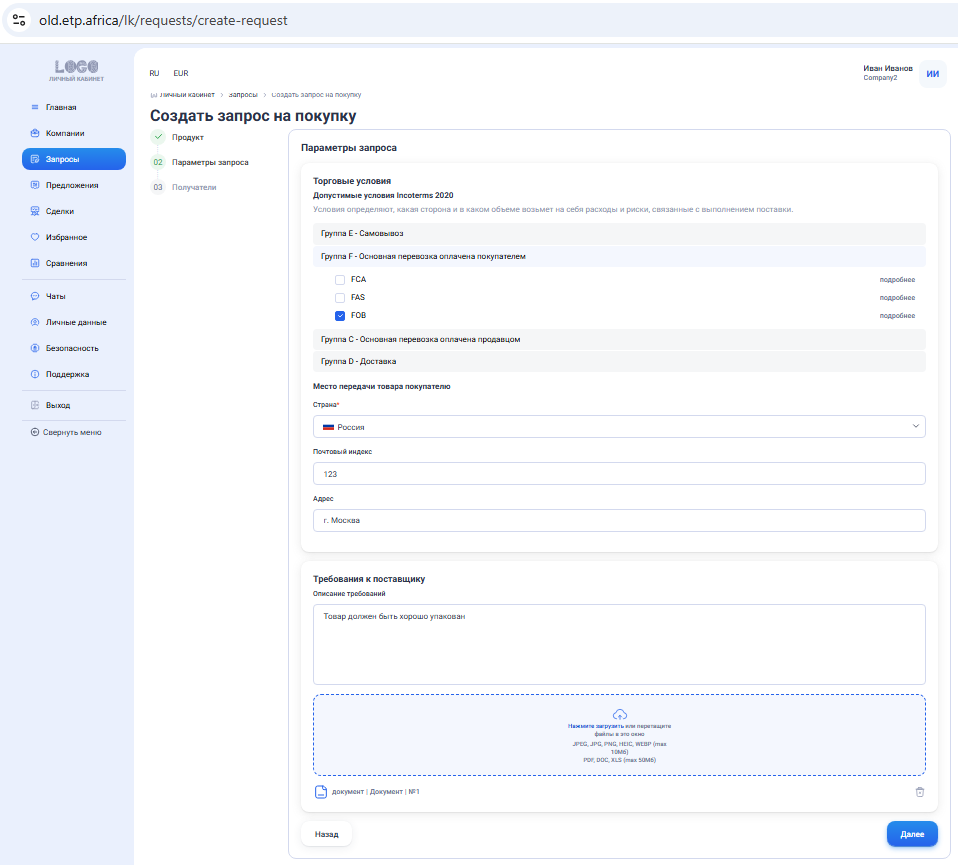 old.etp.africa/lk/requests/create-request
LOGO
ЛИЧНЫЙ КАБИНЕТ
Главная
Компании
Запросы
Предложения
Сделки
Избранное
Сравнения
Чаты
Личные данные
Безопасность
Поддержка
Выход
Свернуть меню
RU EUR
Иван Иванов
Company2
ИИ
Личный кабинет > Запросы > Создать запрос на покупку
Создать запрос на покупку
Продукт
02 Параметры запроса
03 Получатели
Параметры запроса
Торговые условия
Допустимые условия Incoterms 2020
Условия определяют, какая сторона и в каком объеме возьмет на себя расходы и риски, связанные с выполнением поставки.
Группа E - Самовывоз
Группа F - Основная перевозка оплачена покупателем
FCA подробнее
FAS подробнее
FOB подробнее
Группа C - Основная перевозка оплачена продавцом
Группа D - Доставка
Место передачи товара покупателю
Страна*
Россия
Почтовый индекс
123
Адрес
г. Москва
Требования к поставщику
Описание требований
Товар должен быть хорошо упакован
Нажмите загрузить или перетащите
файлы в это окно
JPEG, JPG, PNG, HEIC, WEBP (max
10Мб)
PDF, DOC, XLS (max 50Мб)
документ | Документ | №1
Назад
Далее